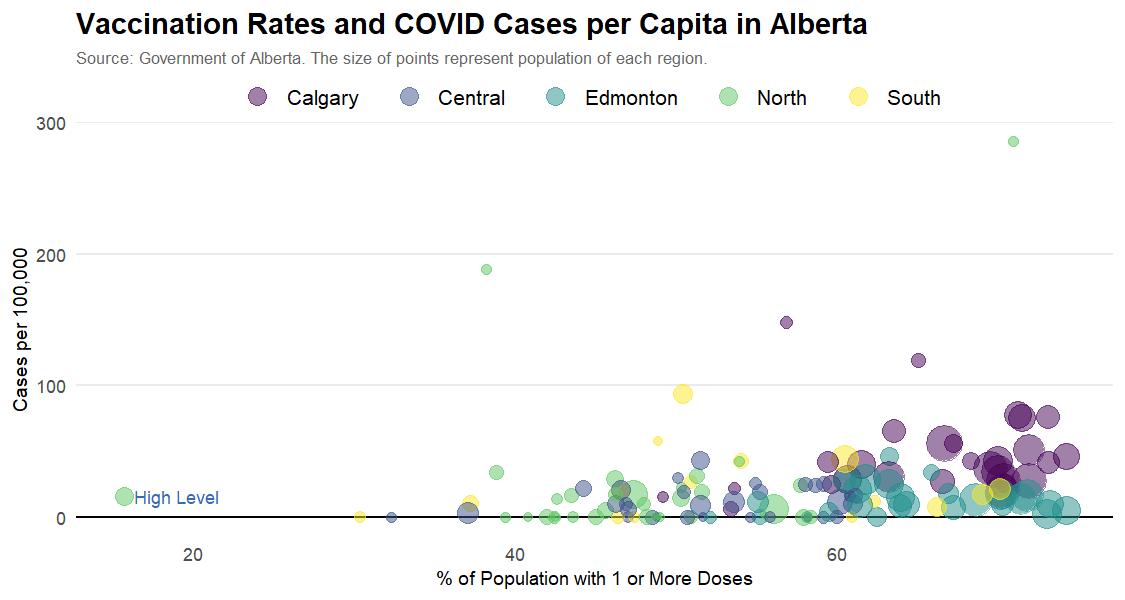 Vaccination Rates and COVID Cases per Capita in Alberta
Source: Government of Alberta. The size of points represent population of each region.
Calgary Central Edmonton North South
300
200
100
0
Cases per 100,000
High Level
20 40 60
% of Population with 1 or More Doses